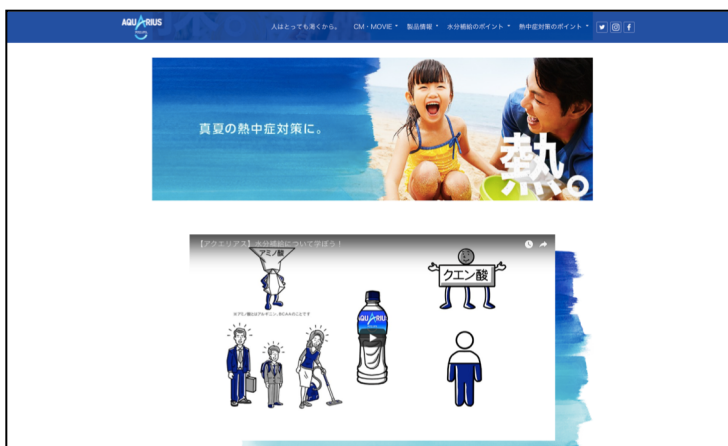 AQUARIUS
人はとっても渇くから。 CM・MOVIE 製品情報 水分補給のポイント 熱中症対策のポイント
真夏の熱中症対策に。
熱。
【アクエリアス】水分補給について学ぼう！
アミノ酸
クエン酸
AQUARIU